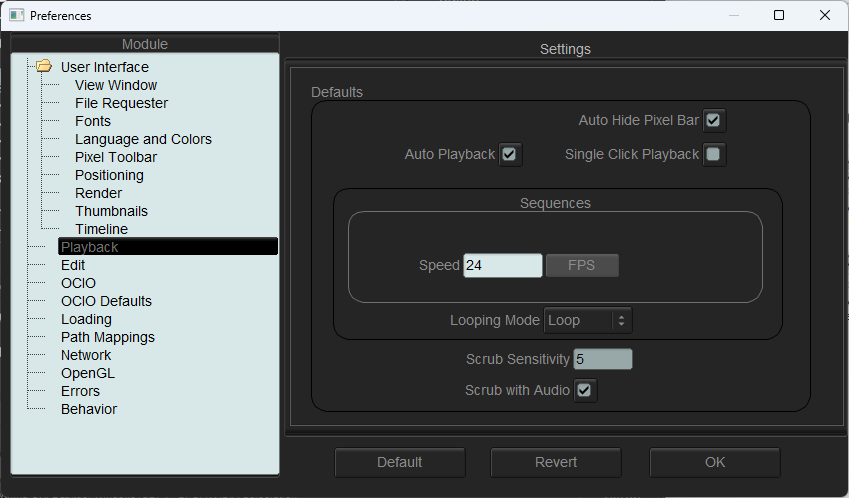 Preferences
Module
User Interface
View Window
File Requester
Fonts
Language and Colors
Pixel Toolbar
Positioning
Render
Thumbnails
Timeline
Playback
Edit
OCIO
OCIO Defaults
Loading
Path Mappings
Network
OpenGL
Errors
Behavior
Settings
Defaults
Auto Hide Pixel Bar
Auto Playback Single Click Playback
Sequences
Speed 24 FPS
Looping Mode Loop
Scrub Sensitivity 5
Scrub with Audio
Default Revert OK